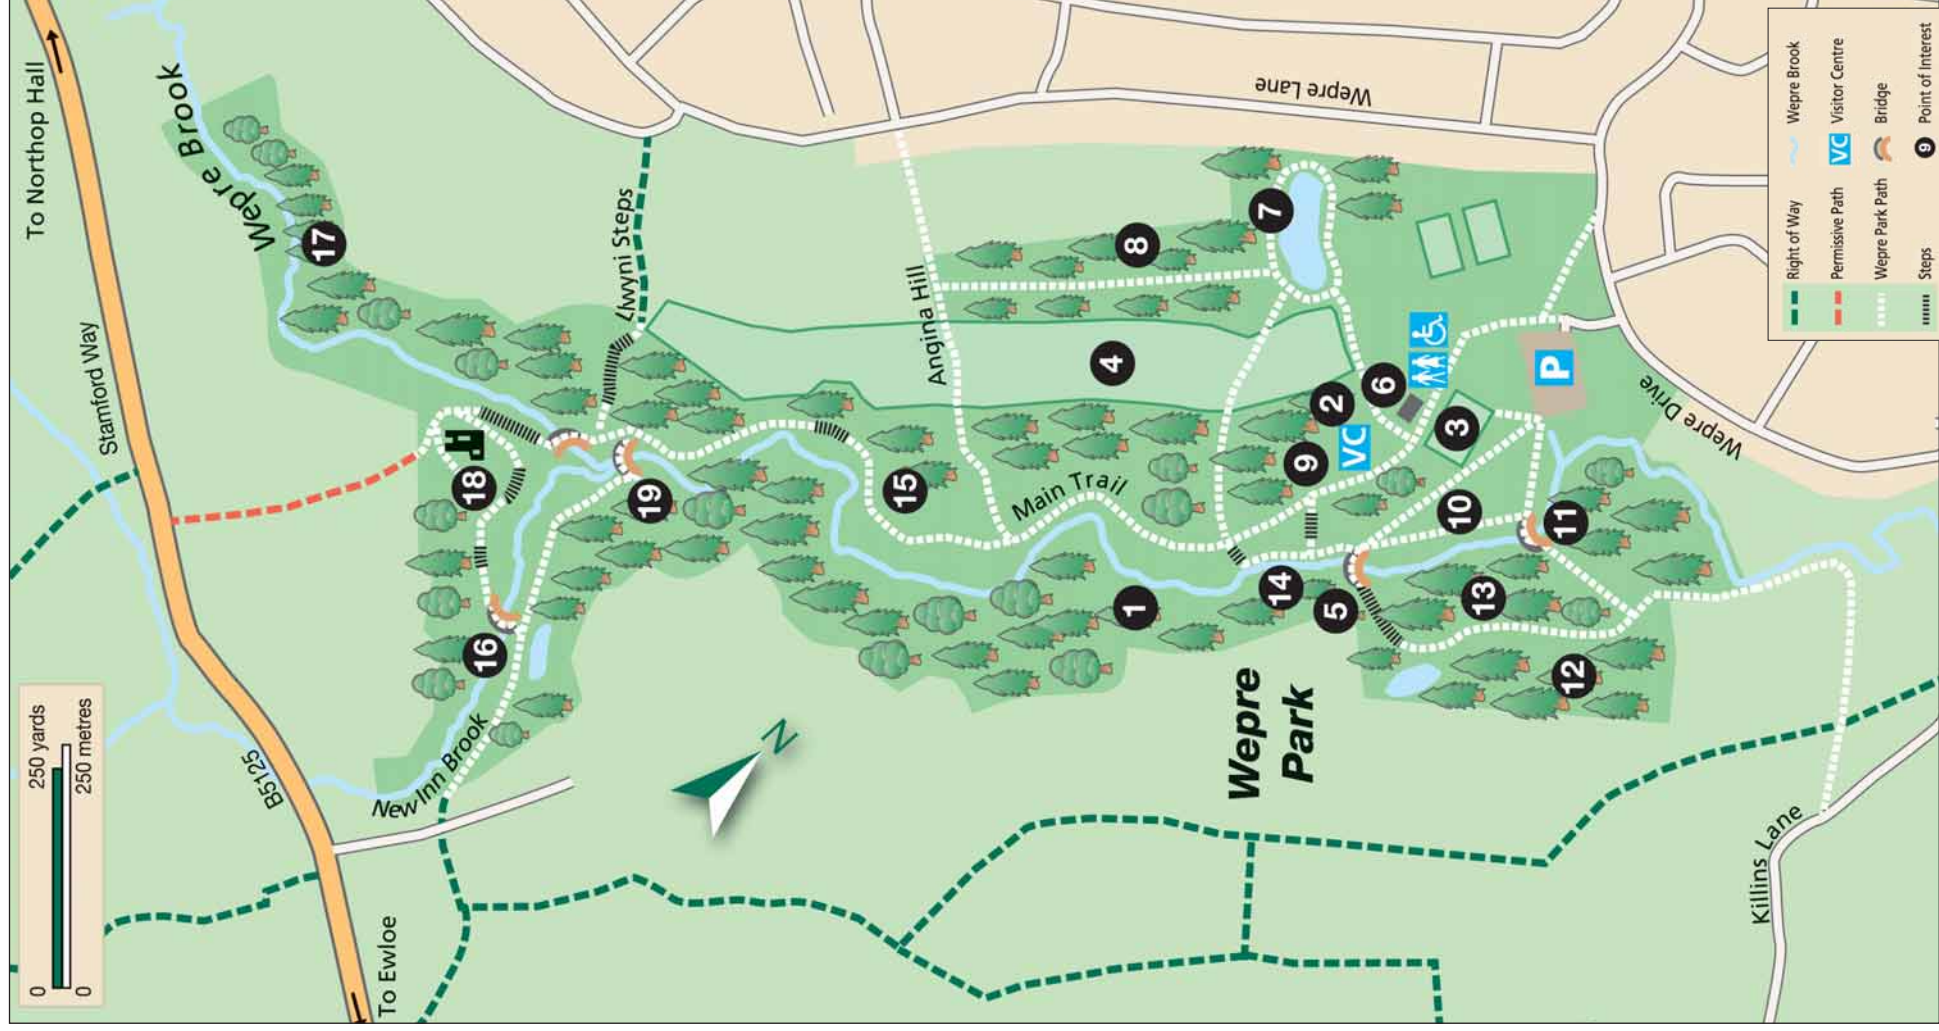 To Northop Hall
Wepre Brook
Stamford Way
17
Llwyni Steps
Angina Hill
8
7
Wepre Lane
4
18
19
15
Main Trail
2
6
VC
9
3
P
Wepre Drive
10
11
16
1
14
5
13
12
Wepre
Park
N
New Inn Brook
B5125
To Ewloe
Killins Lane
0
250 yards
0
250 metres
Right of Way
Permissive Path
Wepre Park Path
Steps
Wepre Brook
VC
Visitor Centre
Bridge
9
Point of Interest